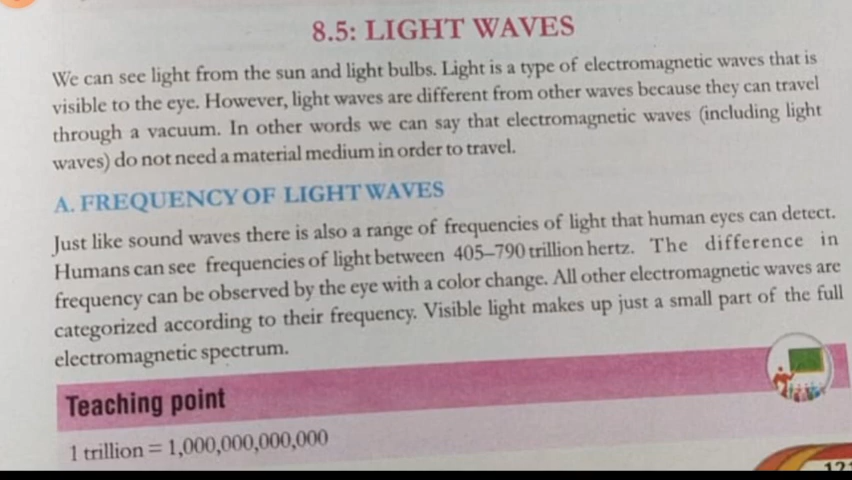 8.5: LIGHT WAVES
We can see light from the sun and light bulbs. Light is a type of electromagnetic waves that is
visible to the eye. However, light waves are different from other waves because they can travel
through a vacuum. In other words we can say that electromagnetic waves (including light
waves) do not need a material medium in order to travel.
A. FREQUENCY OF LIGHT WAVES
Just like sound waves there is also a range of frequencies of light that human eyes can detect.
Humans can see frequencies of light between 405–790 trillion hertz. The difference in
frequency can be observed by the eye with a color change. All other electromagnetic waves are
categorized according to their frequency. Visible light makes up just a small part of the full
electromagnetic spectrum.
Teaching point
1 trillion = 1,000,000,000,000